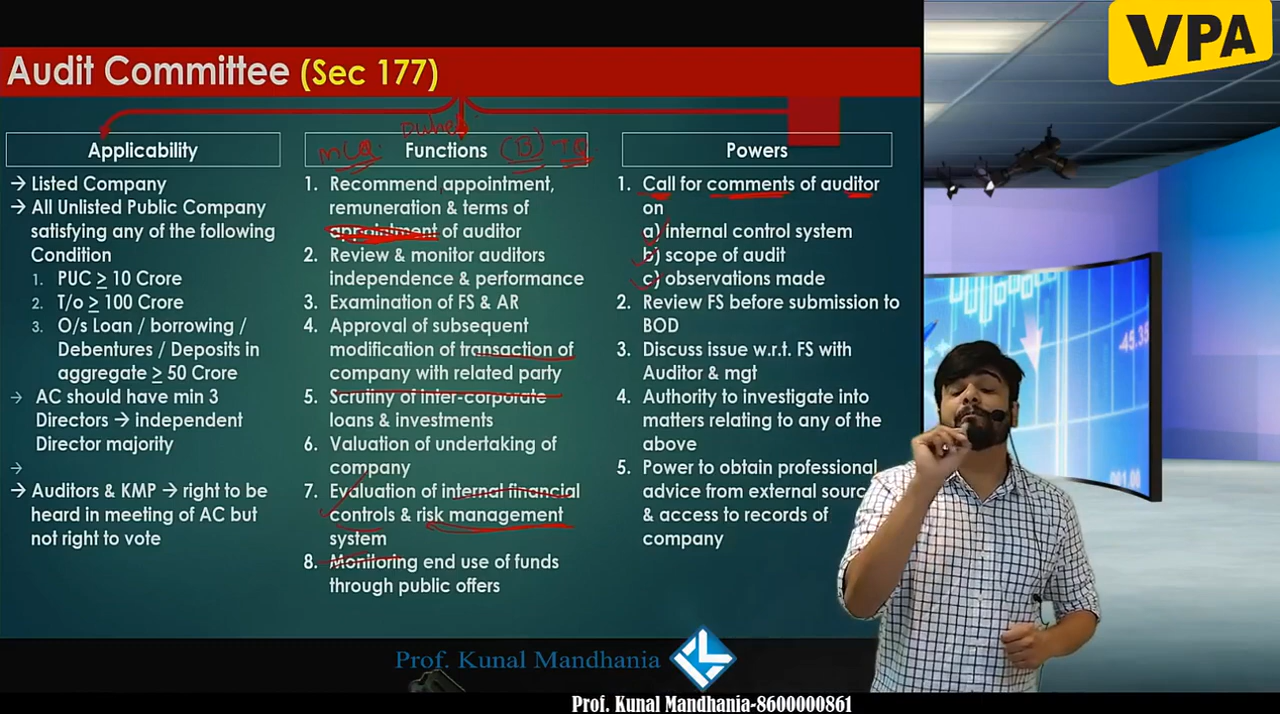 VPA
Audit Committee (Sec 177)
Applicability
→ Listed Company
→ All Unlisted Public Company
satisfying any of the following
Condition
1. PUC ≥ 10 Crore
2. T/o ≥ 100 Crore
3. O/s Loan / borrowing /
Debentures / Deposits in
aggregate ≥ 50 Crore
→ AC should have min 3
Directors → independent
Director majority
→
→ Auditors & KMP → right to be
heard in meeting of AC but
not right to vote
MCQ
Functions
1. Recommend appointment,
remuneration & terms of
appointment of auditor
2. Review & monitor auditors
independence & performance
3. Examination of FS & AR
4. Approval of subsequent
modification of transaction of
company with related party
5. Scrutiny of inter-corporate
loans & investments
6. Valuation of undertaking of
company
7. Evaluation of internal financial
controls & risk management
system
8. Monitoring end use of funds
through public offers
Powers
1. Call for comments of auditor
on
a) internal control system
b) scope of audit
c) observations made
2. Review FS before submission to
BOD
3. Discuss issue w.r.t. FS with
Auditor & mgt
4. Authority to investigate into
matters relating to any of the
above
5. Power to obtain professional
advice from external
& access to records of
company
Prof. Kunal Mandhania
Prof. Kunal Mandhania-8600000861